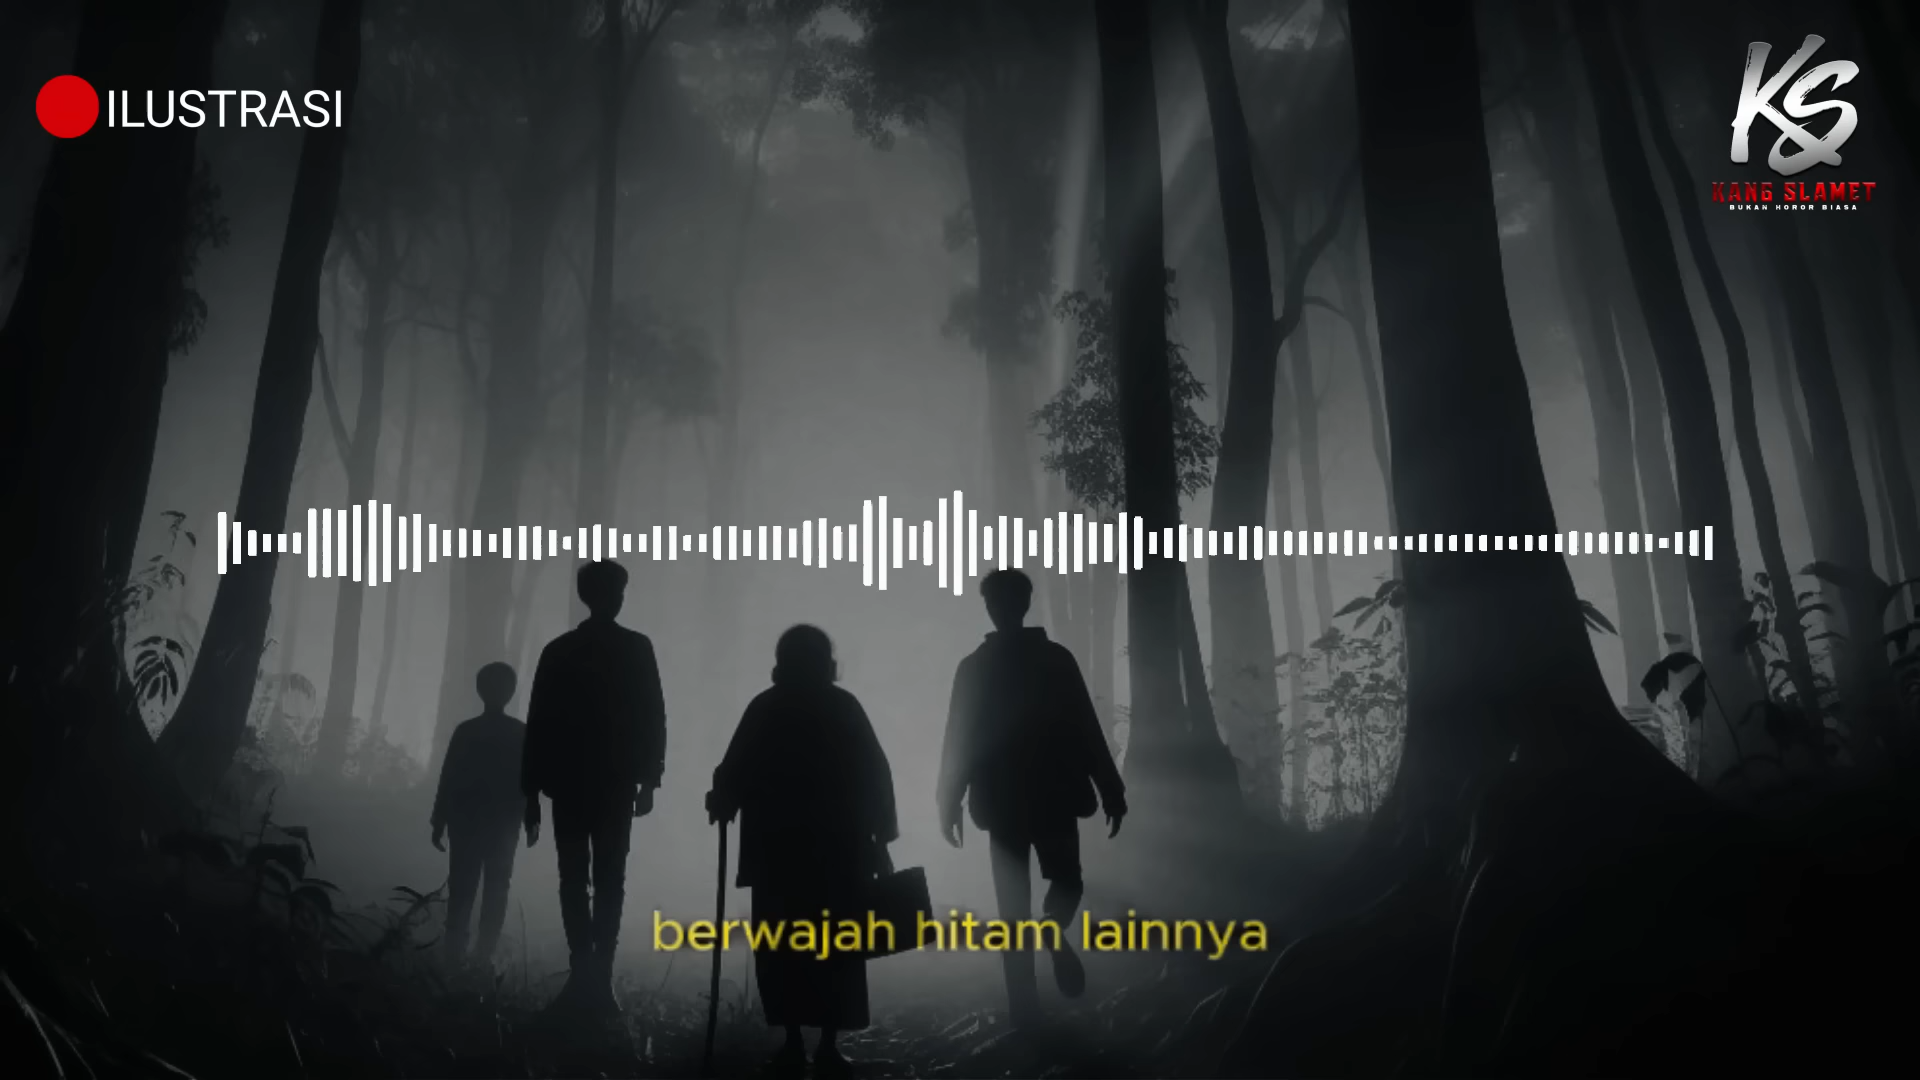 ILUSTRASI
KS
KANG SLAMET
BUKAN HOROR BIASA
berwajah hitam lainnya